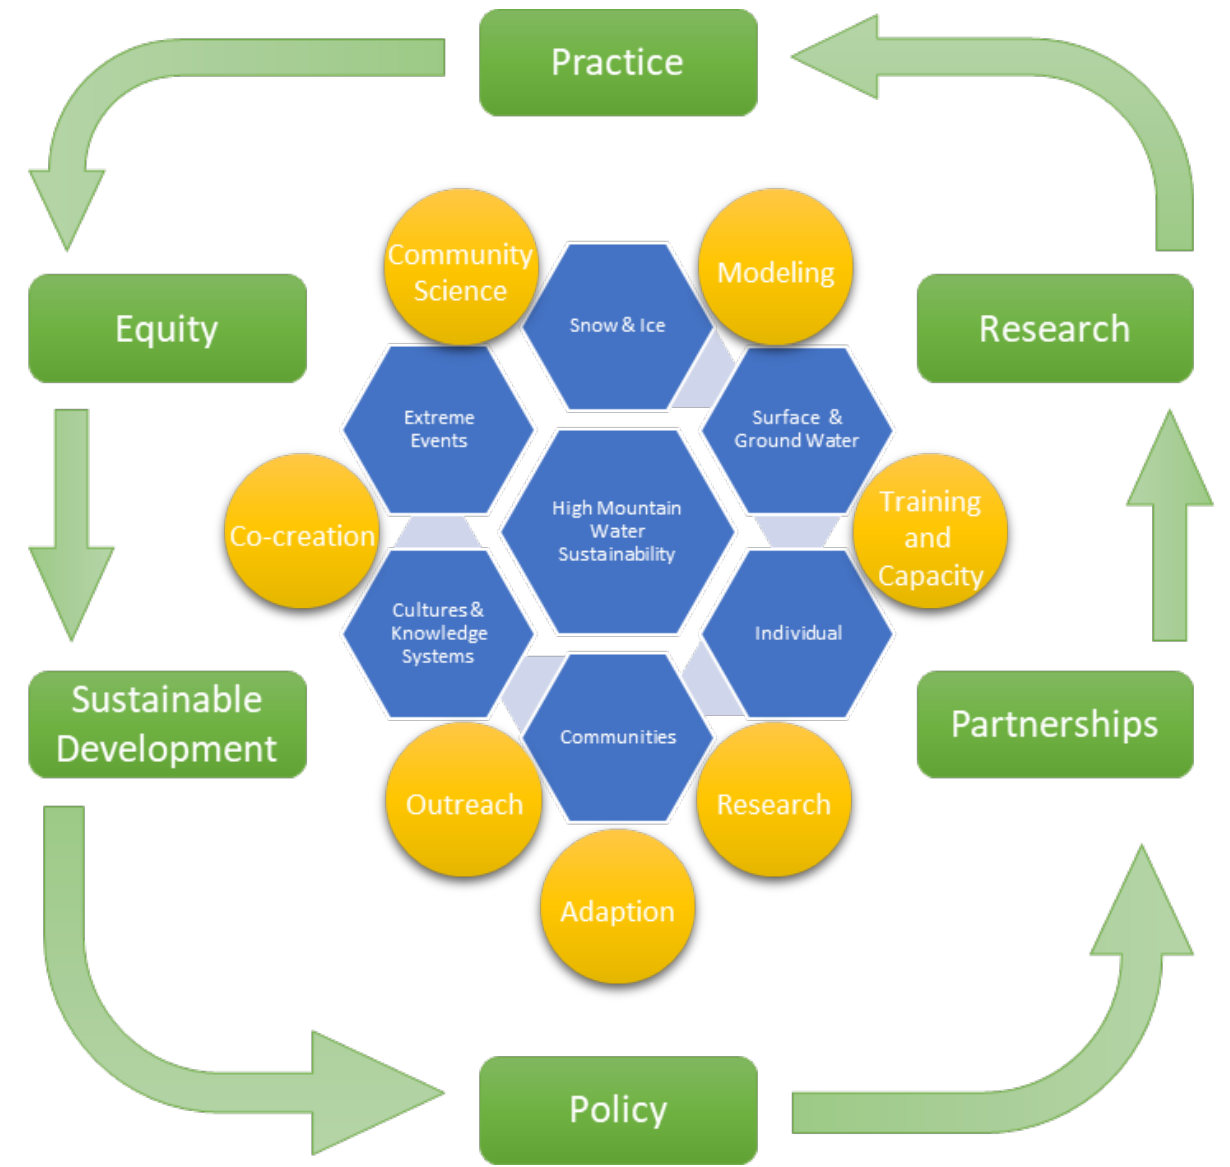 Practice
Equity
Research
Community
Science
Modeling
Snow & Ice
Extreme
Events
Surface &
Ground Water
High Mountain
Water
Sustainability
Co-creation
Training
and
Capacity
Cultures &
Knowledge
Systems
Individual
Sustainable
Development
Partnerships
Communities
Outreach
Research
Adaption
Policy